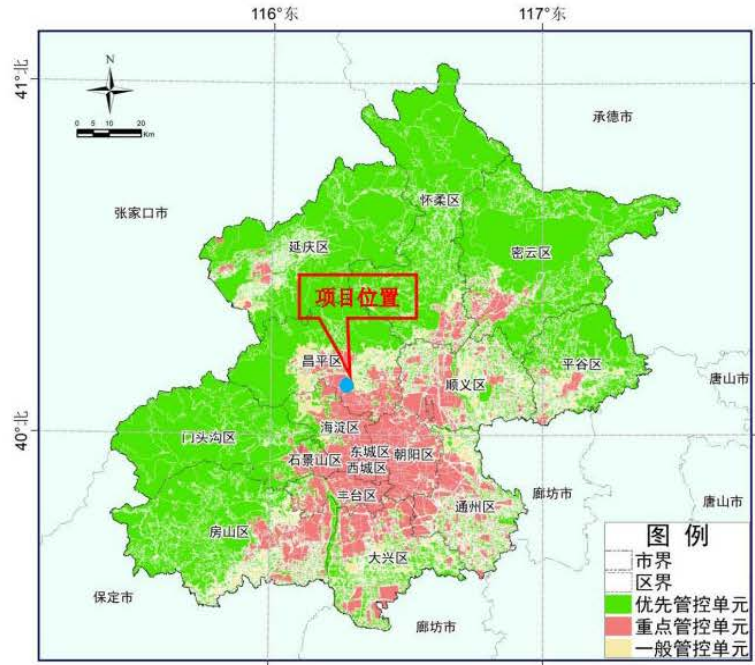 116°东
117°东
41°北
N
0 5 10 20
Km
承德市
怀柔区
张家口市
密云区
延庆区
项目位置
昌平区
平谷区
顺义区
唐山市
40°北
海淀区
门头沟区
东城区
朝阳区
石景山区
西城区
丰台区
通州区
廊坊市
唐山市
房山区
大兴区
保定市
廊坊市
图 例
市界
区界
优先管控单元
重点管控单元
一般管控单元